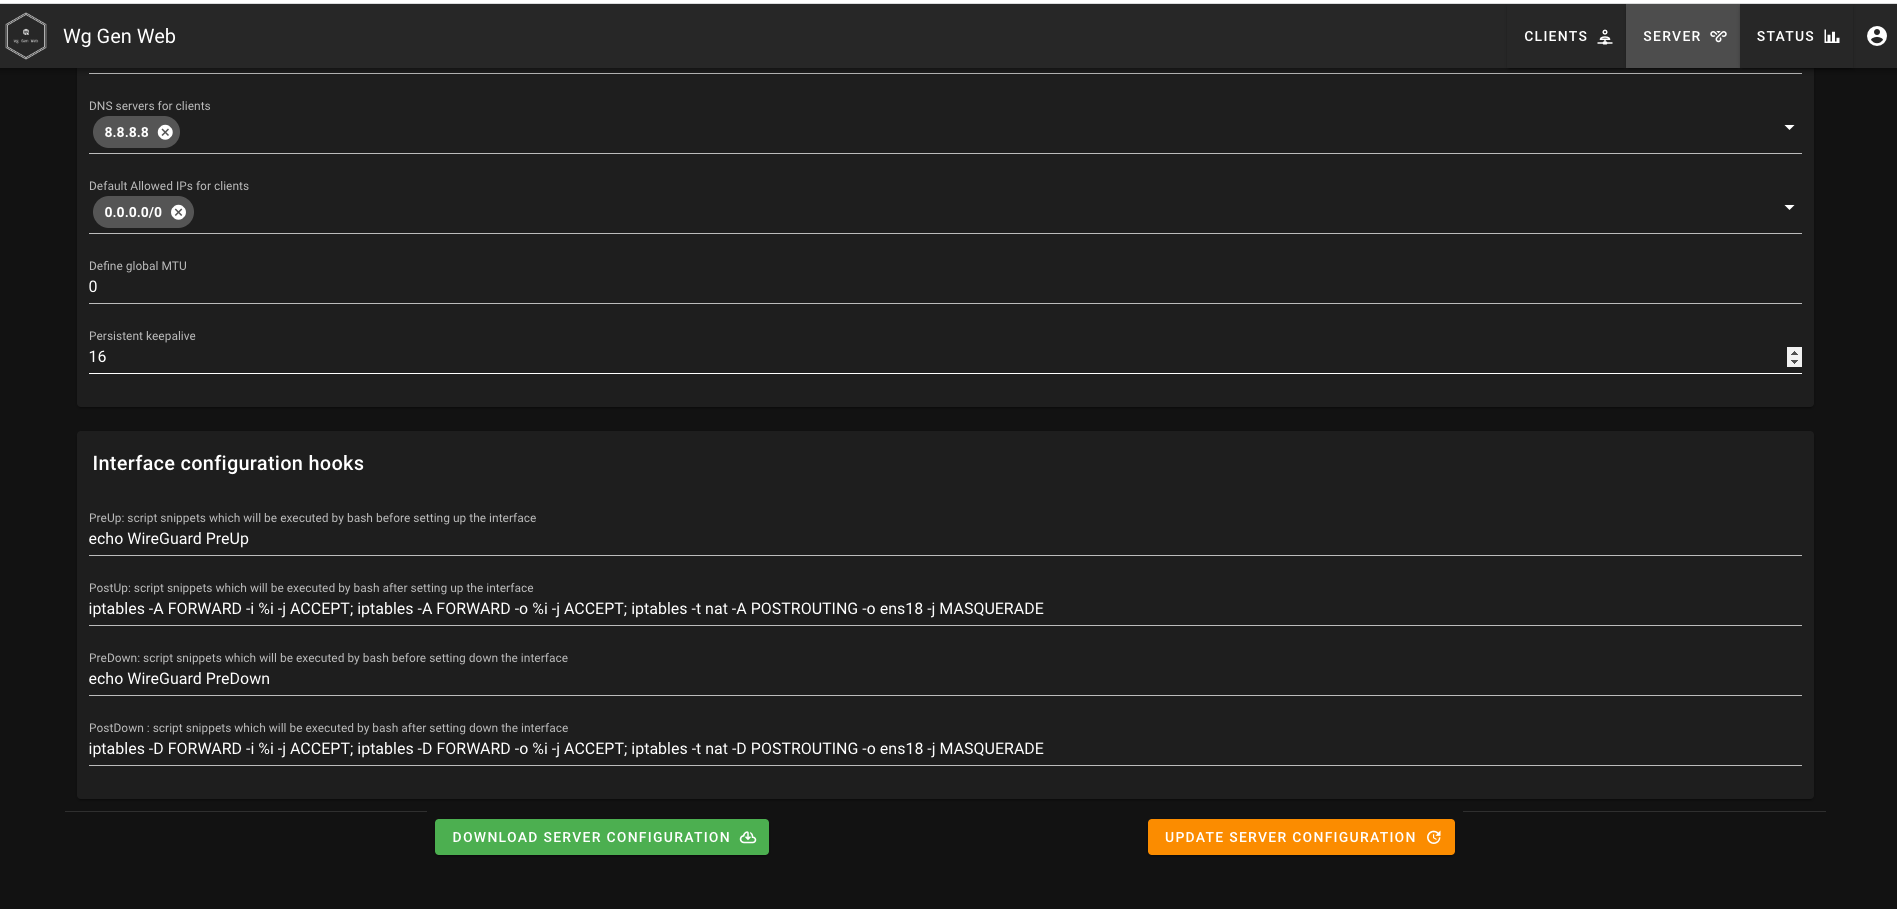 Wg Gen Web
CLIENTS
SERVER
STATUS
DNS servers for clients
8.8.8.8
Default Allowed IPs for clients
0.0.0.0/0
Define global MTU
0
Persistent keepalive
16
Interface configuration hooks
PreUp: script snippets which will be executed by bash before setting up the interface
echo WireGuard PreUp
PostUp: script snippets which will be executed by bash after setting up the interface
iptables -A FORWARD -i %i -j ACCEPT; iptables -A FORWARD -o %i -j ACCEPT; iptables -t nat -A POSTROUTING -o ens18 -j MASQUERADE
PreDown: script snippets which will be executed by bash before setting down the interface
echo WireGuard PreDown
PostDown : script snippets which will be executed by bash after setting down the interface
iptables -D FORWARD -i %i -j ACCEPT; iptables -D FORWARD -o %i -j ACCEPT; iptables -t nat -D POSTROUTING -o ens18 -j MASQUERADE
DOWNLOAD SERVER CONFIGURATION
UPDATE SERVER CONFIGURATION